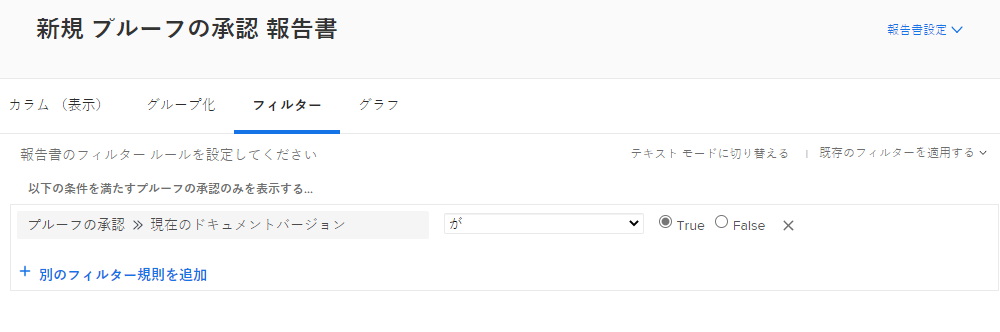 新規 プルーフの承認 報告書
報告書設定
カラム （表示）
グループ化
フィルター
グラフ
報告書のフィルター ルールを設定してください
テキスト モードに切り替える
既存のフィルターを適用する
以下の条件を満たすプルーフの承認のみを表示する...
プルーフの承認 » 現在のドキュメントバージョン
が
True
False
+ 別のフィルター規則を追加